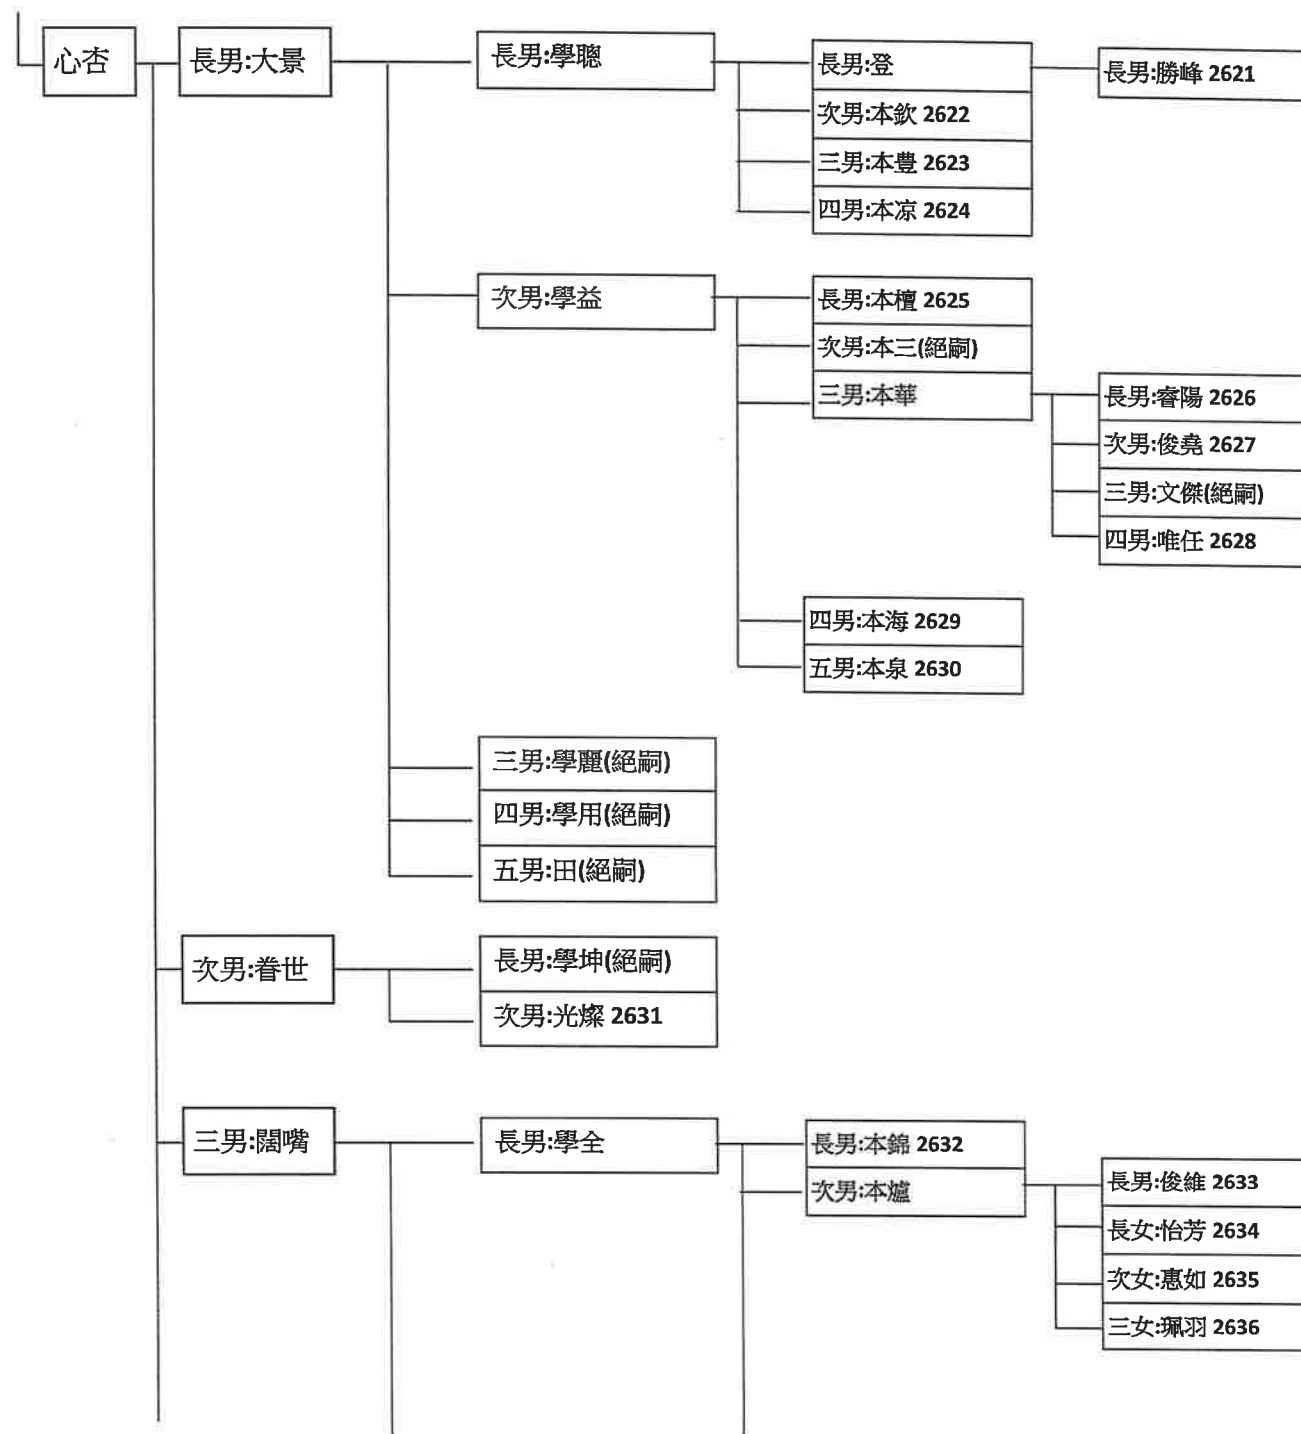 心杏
長男:大景
長男:學聰
長男:登
長男:勝峰 2621
次男:本欽 2622
三男:本豊 2623
四男:本凉 2624
次男:學益
長男:本檀 2625
次男:本三(絕嗣)
三男:本華
長男:睿陽 2626
次男:俊堯 2627
三男:文傑(絕嗣)
四男:唯任 2628
四男:本海 2629
五男:本泉 2630
三男:學麗(絕嗣)
四男:學用(絕嗣)
五男:田(絕嗣)
次男:眷世
長男:學坤(絕嗣)
次男:光燦 2631
三男:闊嘴
長男:學全
長男:本錦 2632
次男:本爐
長男:俊維 2633
長女:怡芳 2634
次女:惠如 2635
三女:珮羽 2636